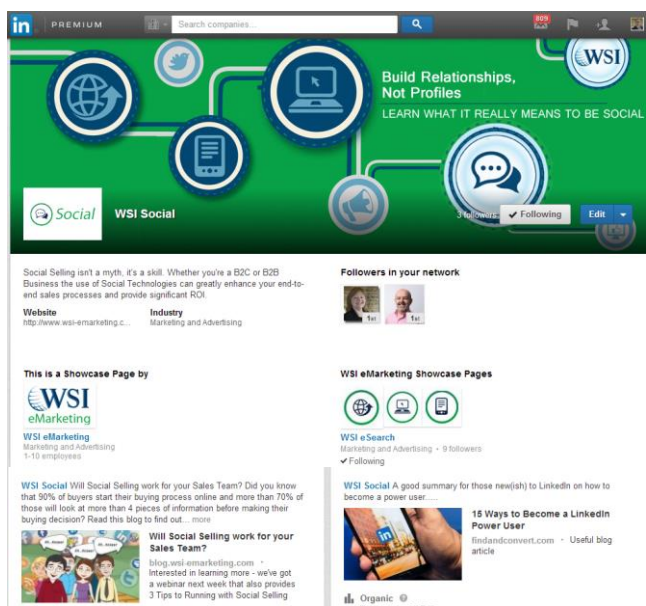 in PREMIUM Search companies... 809
WSI
Build Relationships,
Not Profiles
LEARN WHAT IT REALLY MEANS TO BE SOCIAL
Social WSI Social 3 followers Following Edit
Social Selling isn't a myth, it's a skill. Whether you're a B2C or B2B
Business the use of Social Technologies can greatly enhance your end-to-
end sales processes and provide significant ROI.
Website Industry
http://www.wsi-emarketing.c... Marketing and Advertising
Followers in your network
1st 1st
This is a Showcase Page by
WSI
eMarketing
WSI eMarketing
Marketing and Advertising
1-10 employees
WSI eMarketing Showcase Pages
WSI eSearch
Marketing and Advertising • 9 followers
Following
WSI Social Will Social Selling work for your Sales Team? Did you know
that 90% of buyers start their buying process online and more than 70% of
those will look at more than 4 pieces of information before making their
buying decision? Read this blog to find out... more
Will Social Selling work for your
Sales Team?
blog.wsi-emarketing.com •
Interested in learning more - we've got
a webinar next week that also provides
3 Tips to Running with Social Selling
WSI Social A good summary for those new(ish) to LinkedIn on how to
become a power user.....
in
15 Ways to Become a LinkedIn
Power User
findandconvert.com • Useful blog
article
Organic